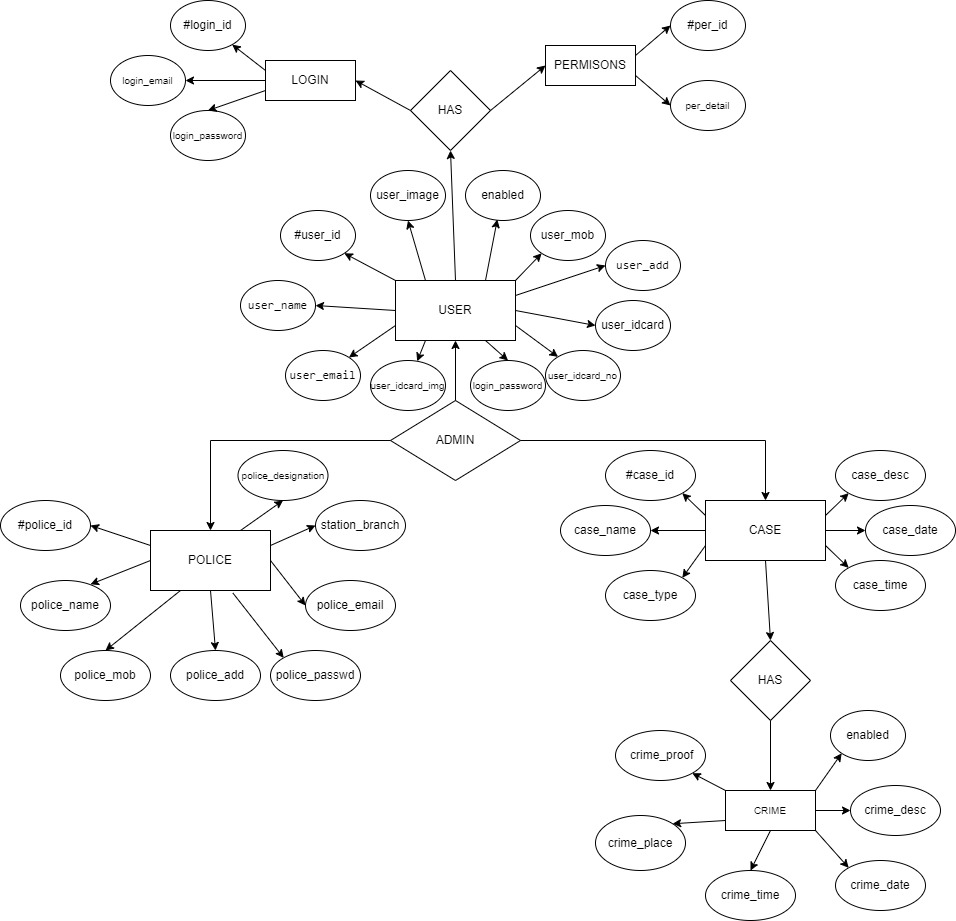 #login_id
#per_id
login_email
LOGIN
PERMISONS
HAS
per_detail
login_password
user_image
enabled
#user_id
user_mob
user_add
user_name
USER
user_idcard
user_email
user_idcard_img
login_password
user_idcard_no
ADMIN
police_designation
#case_id
case_desc
#police_id
station_branch
case_name
CASE
case_date
POLICE
case_type
case_time
police_name
police_email
police_mob
police_add
police_passwd
HAS
enabled
crime_proof
CRIME
crime_desc
crime_place
crime_time
crime_date